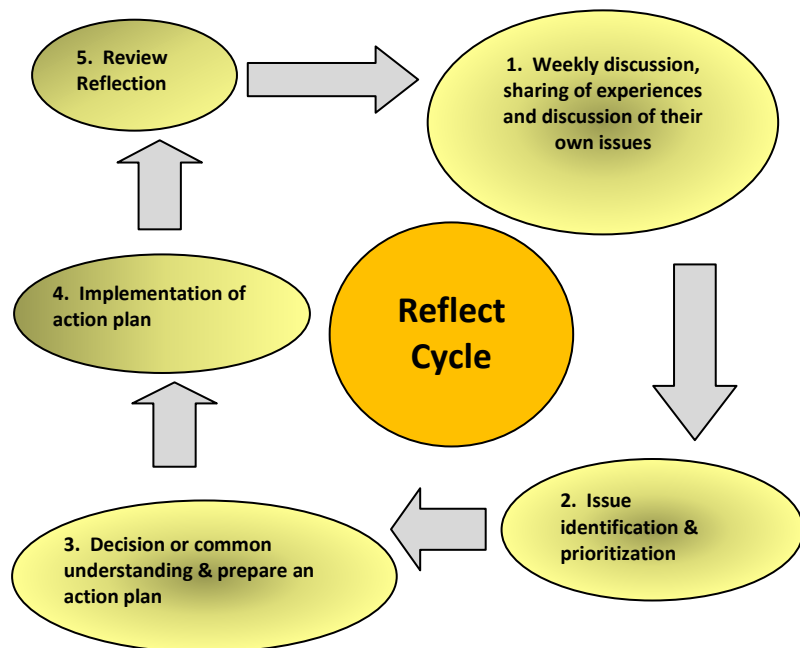 5. Review
Reflection
1. Weekly discussion,
sharing of experiences
and discussion of their
own issues
4. Implementation of
action plan
Reflect
Cycle
2. Issue
identification &
prioritization
3. Decision or common
understanding & prepare an
action plan